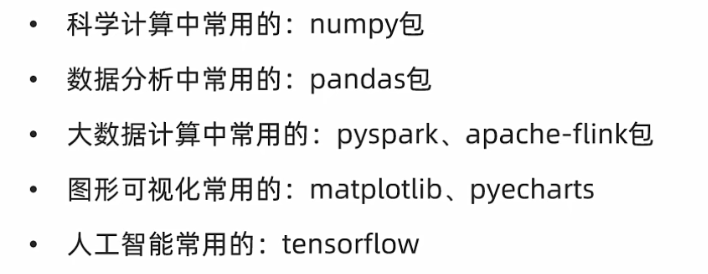 • 科学计算中常用的：numpy包
• 数据分析中常用的：pandas包
• 大数据计算中常用的：pyspark、apache-flink包
• 图形可视化常用的：matplotlib、pyecharts
• 人工智能常用的：tensorflow